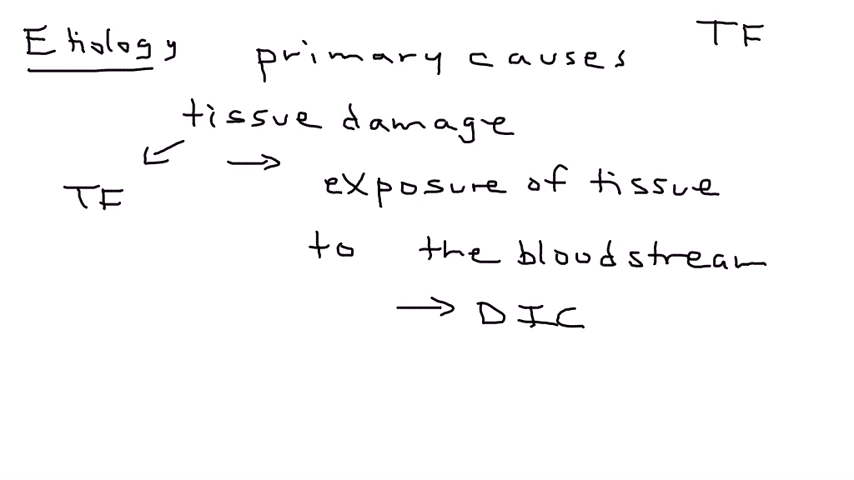 Etiology primary causes TF
tissue damage
↙ → exposure of tissue
TF
to the bloodstream
→ DIC